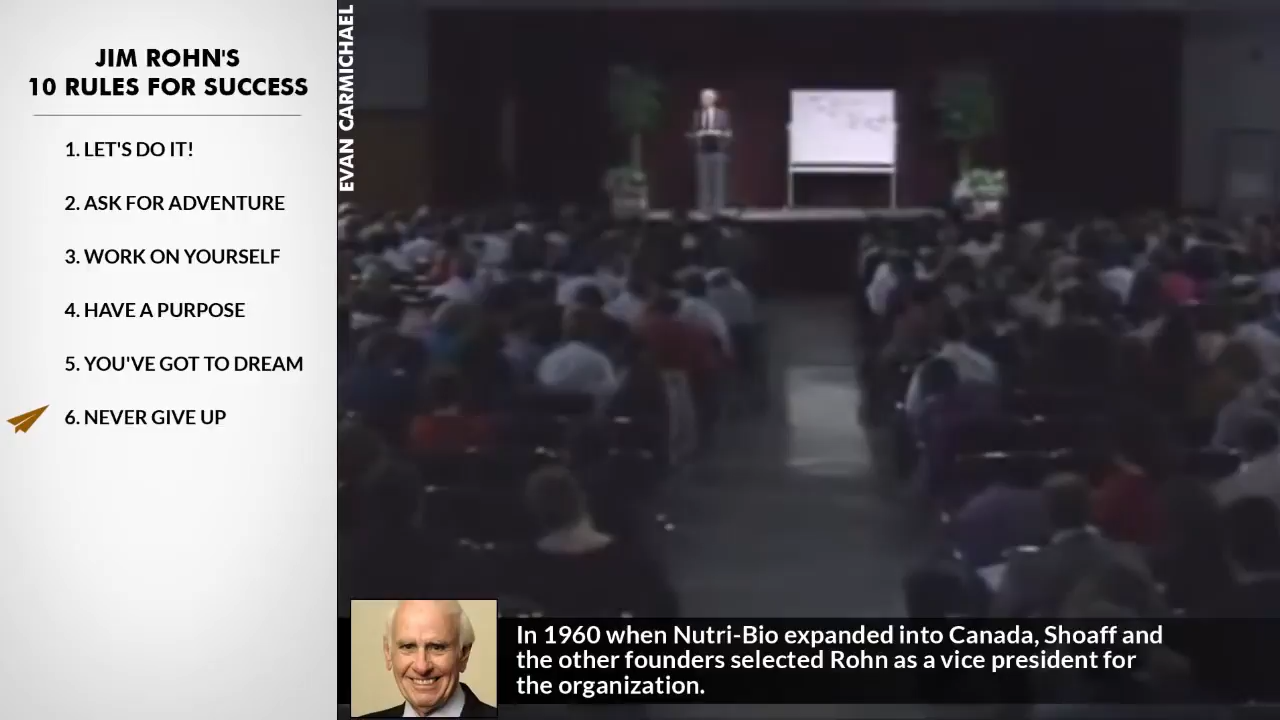 JIM ROHN'S
10 RULES FOR SUCCESS
1. LET'S DO IT!
2. ASK FOR ADVENTURE
3. WORK ON YOURSELF
4. HAVE A PURPOSE
5. YOU'VE GOT TO DREAM
6. NEVER GIVE UP
EVAN CARMICHAEL
In 1960 when Nutri-Bio expanded into Canada, Shoaff and
the other founders selected Rohn as a vice president for
the organization.